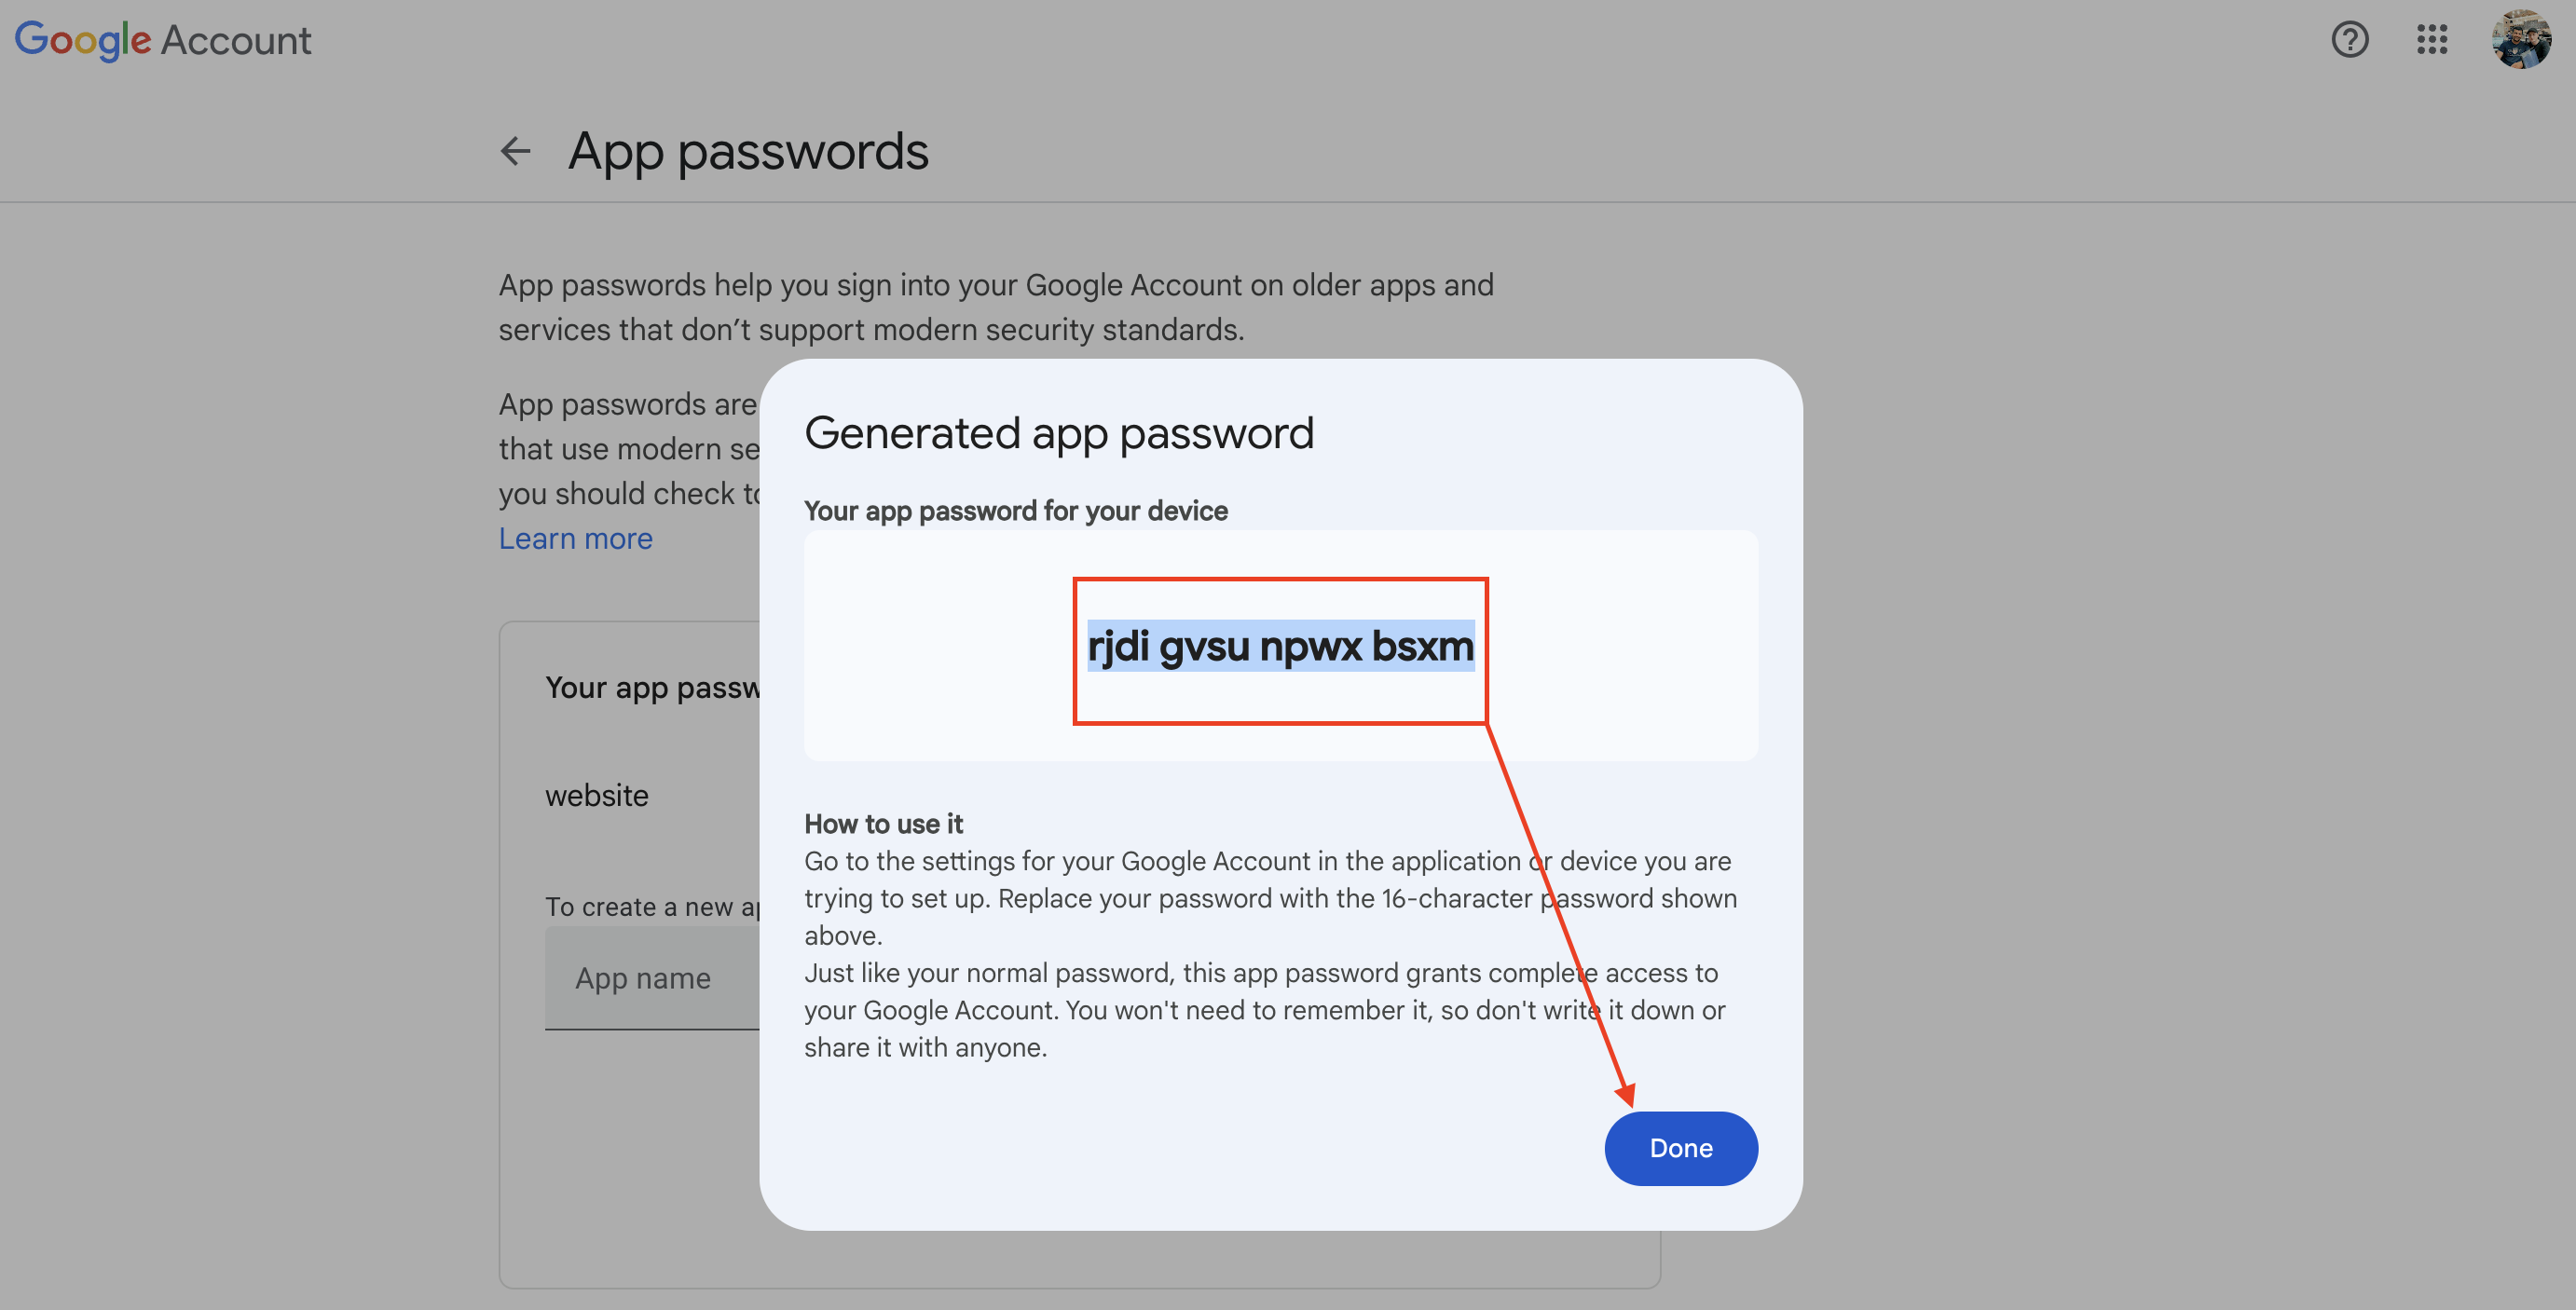 Google Account
App passwords
App passwords help you sign into your Google Account on older apps and
services that don’t support modern security standards.
App passwords are
that use modern se
you should check to
Learn more
Your app passw
website
To create a new ap
App name
Generated app password
Your app password for your device
rjdi gvsu npwx bsxm
How to use it
Go to the settings for your Google Account in the application or device you are
trying to set up. Replace your password with the 16-character password shown
above.
Just like your normal password, this app password grants complete access to
your Google Account. You won't need to remember it, so don't write it down or
share it with anyone.
Done